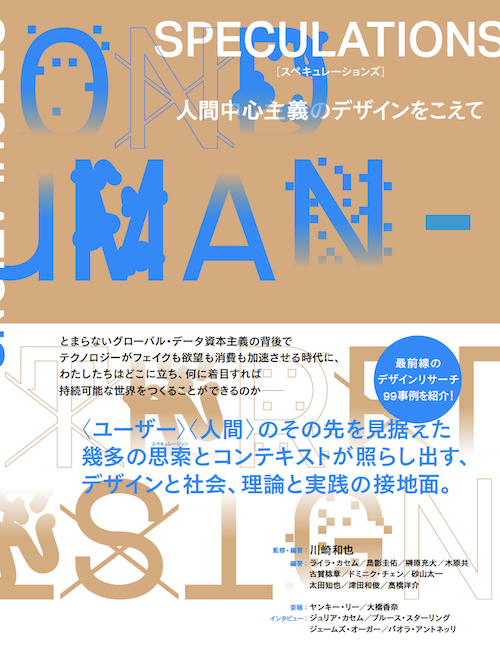 SPECULATIONS
[スペキュレーションズ]
人間中心主義のデザインをこえて
OND
UMAN-
とまらないグローバル・データ資本主義の背後で
テクノロジーがフェイクも欲望も消費も加速させる時代に、
わたしたちはどこに立ち、何に着目すれば
持続可能な世界をつくることができるのか——
最前線の
デザインリサーチ
99事例を紹介!
〈ユーザー〉〈人間〉のその先を見据えた
スペキュレーション
幾多の思索とコンテキストが照らし出す、
デザインと社会、理論と実践の接地面。
SIGN
監修・編著:川崎和也
編著:ライラ・カセム/島影圭佑/榊原充大/木原共
古賀稔章/ドミニク・チェン/砂山太一
太田知也/津田和俊/高橋洋介
寄稿:ヤンキー・リー/大橋香奈
インタビュー:ジュリア・カセム/ブルース・スターリング
ジェームズ・オーガー/パオラ・アントネッリ